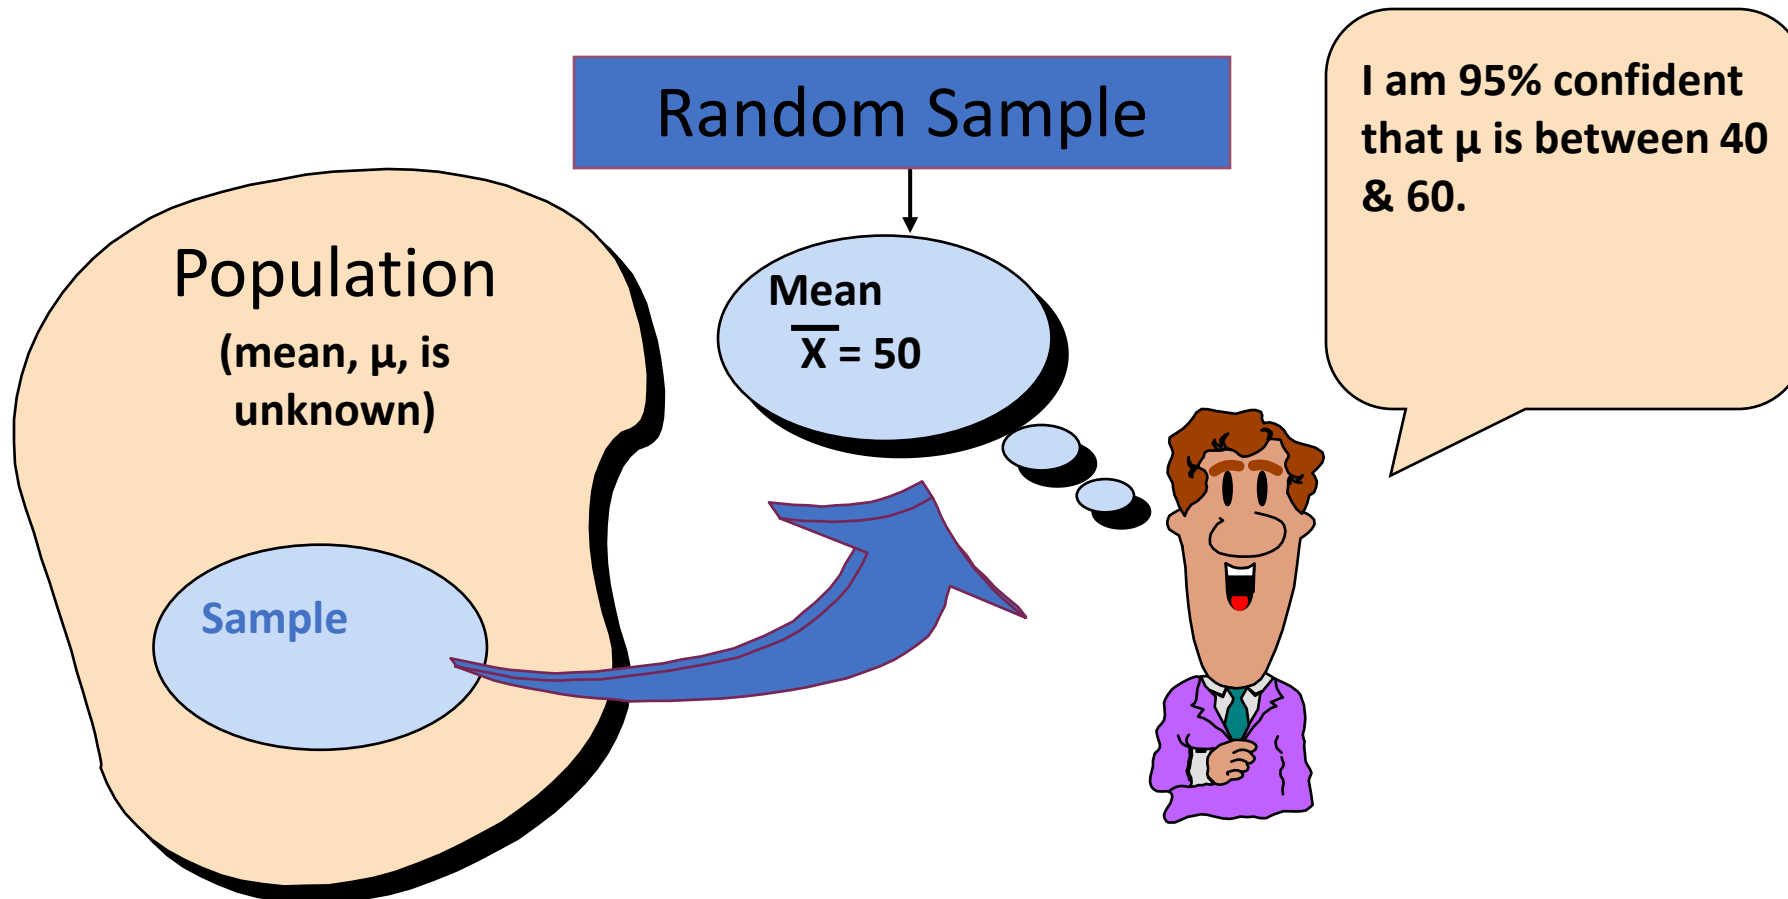 Random Sample
I am 95% confident
that μ is between 40
& 60.
Population
(mean, μ, is
unknown)
Mean
X̅ = 50
Sample